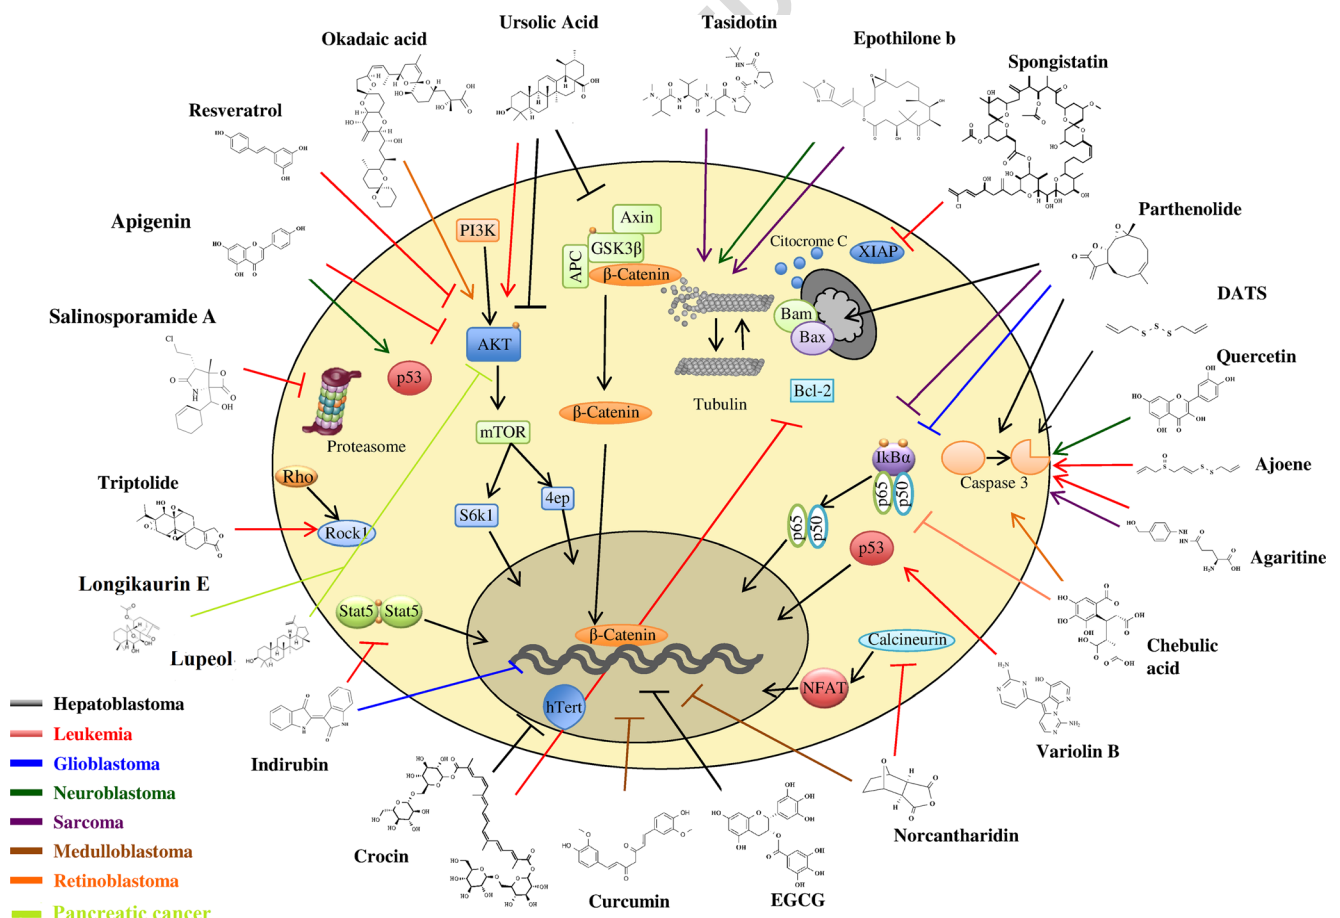 Ursolic Acid
Tasidotin
Okadaic acid
Epothilone b
Spongistatin
Resveratrol
Apigenin
Parthenolide
Salinosporamide A
DATS
Quercetin
Ajoene
Agaritine
Triptolide
Longikaurin E
Lupeol
Indirubin
Chebulic
acid
Variolin B
Norcantharidin
Crocin
Curcumin
EGCG
PI3K
Axin
GSK3β
APC
β-Catenin
Citocrome C
XIAP
Bam
Bax
AKT
p53
Proteasome
Tubulin
Bcl-2
β-Catenin
mTOR
IkBα
p65
p50
Caspase 3
Rho
Rock1
S6k1
4ep
p65
p50
p53
Stat5
Stat5
β-Catenin
Calcineurin
NFAT
hTert
Hepatoblastoma
Leukemia
Glioblastoma
Neuroblastoma
Sarcoma
Medulloblastoma
Retinoblastoma
Pancreatic cancer